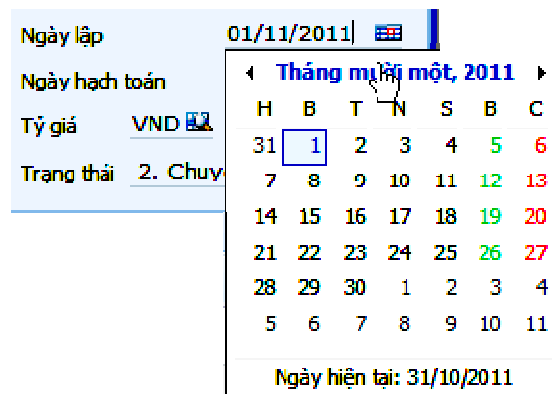 Ngày lập 01/11/2011
Tháng mười một, 2011
Ngày hạch toán
H B T N S B C
Tỷ giá VND
31 1 2 3 4 5 6
Trạng thái 2. Chuy
7 8 9 10 11 12 13
14 15 16 17 18 19 20
21 22 23 24 25 26 27
28 29 30 1 2 3 4
5 6 7 8 9 10 11
Ngày hiện tại: 31/10/2011